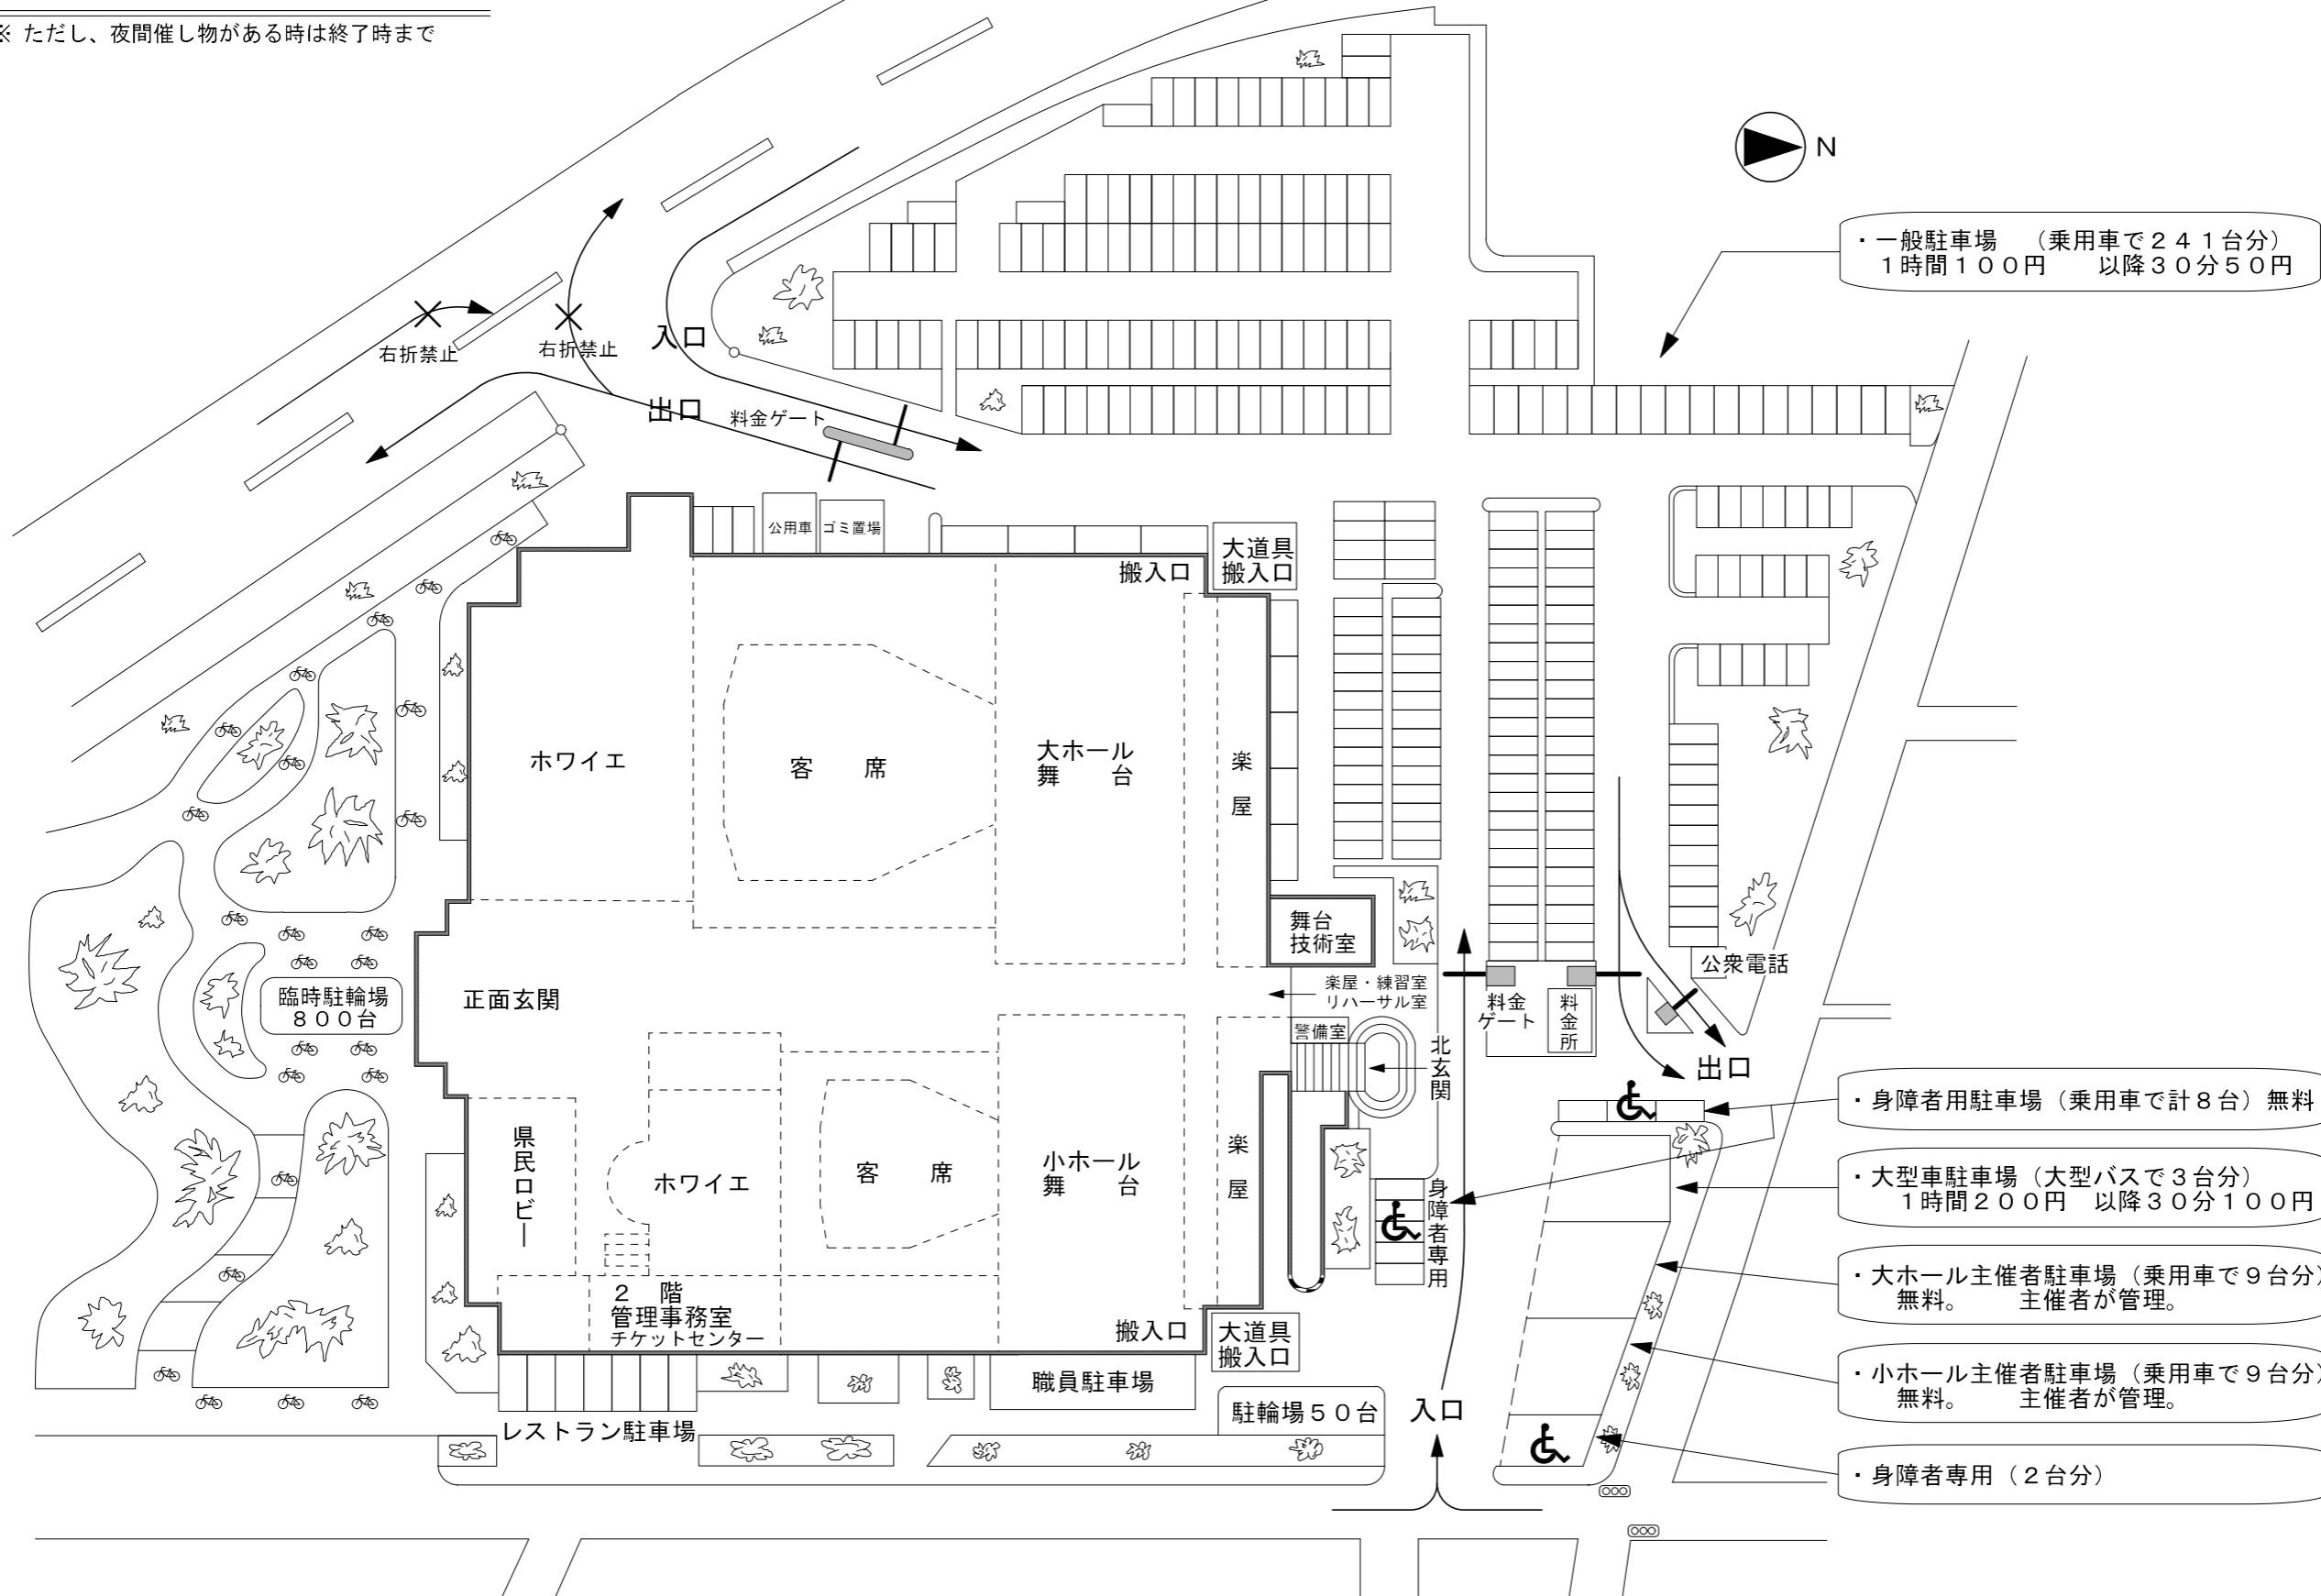 ※ ただし、夜間催し物がある時は終了時まで
N
・一般駐車場　（乗用車で２４１台分）
１時間１００円　　以降３０分５０円
右折禁止
右折禁止
入口
出口
料金ゲート
公用車
ゴミ置場
搬入口
大道具
搬入口
ホワイエ
客　席
大ホール
舞　台
楽屋
舞台
技術室
公衆電話
楽屋・練習室
リハーサル室
料金
ゲート
料金所
臨時駐輪場
８００台
正面玄関
警備室
北玄関
出口
・身障者用駐車場（乗用車で計８台）無料
県民ロビー
ホワイエ
客　席
小ホール
舞　台
楽屋
身障者専用
・大型車駐車場（大型バスで３台分）
１時間２００円　以降３０分１００円
・大ホール主催者駐車場（乗用車で９台分）
無料。　　主催者が管理。
２　階
管理事務室
チケットセンター
搬入口
大道具
搬入口
・小ホール主催者駐車場（乗用車で９台分）
無料。　　主催者が管理。
職員駐車場
駐輪場５０台
入口
レストラン駐車場
・身障者専用（２台分）